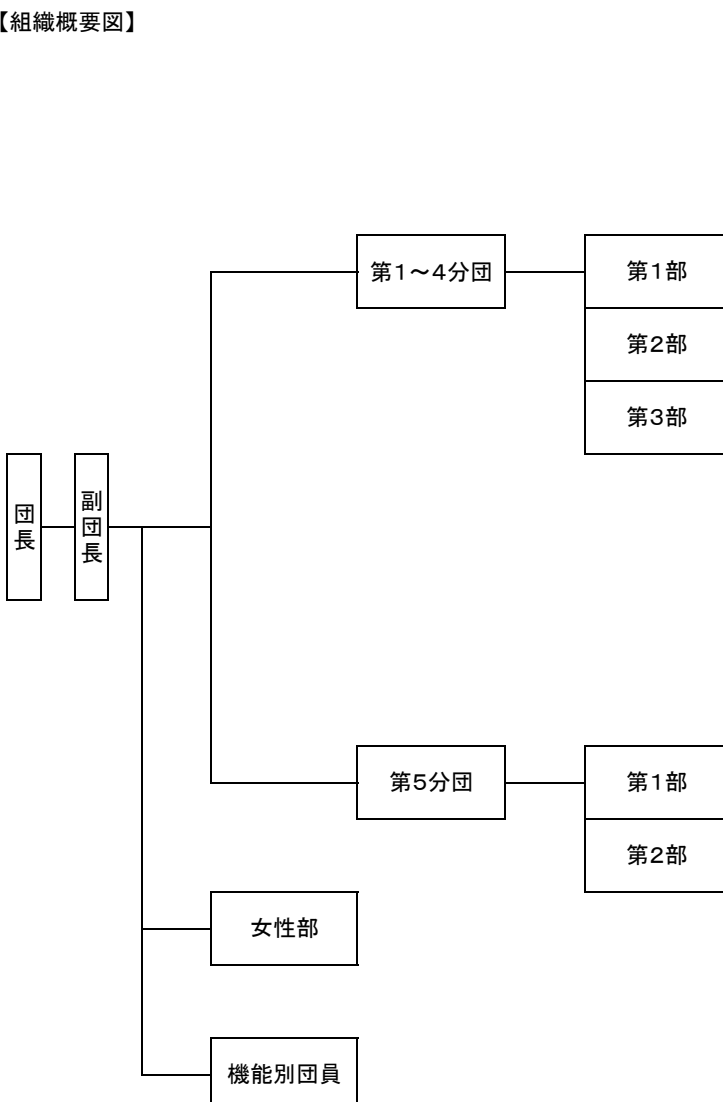 【組織概要図】
第1～4分団
第1部
第2部
第3部
団長
副団長
第5分団
第1部
第2部
女性部
機能別団員